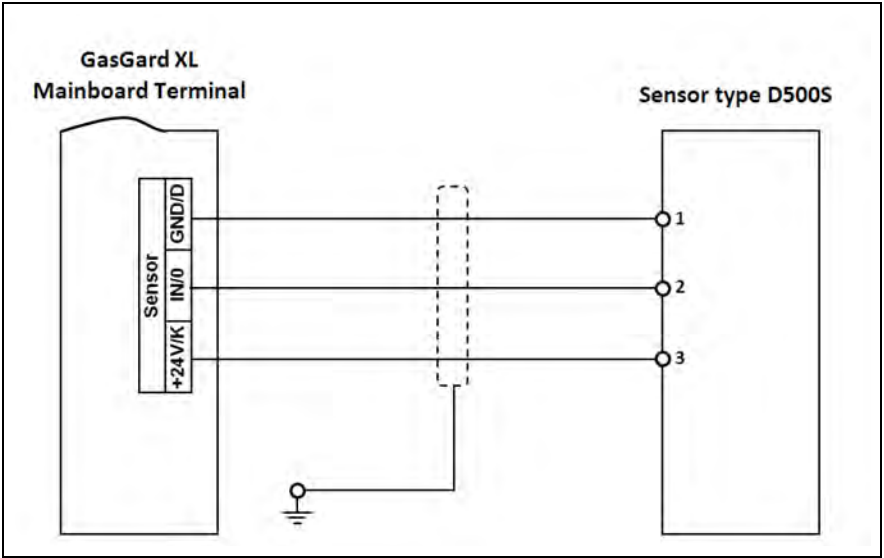 GasGard XL
Mainboard Terminal
Sensor type D500S
Sensor
GND/D
IN/0
+24V/K
1
2
3